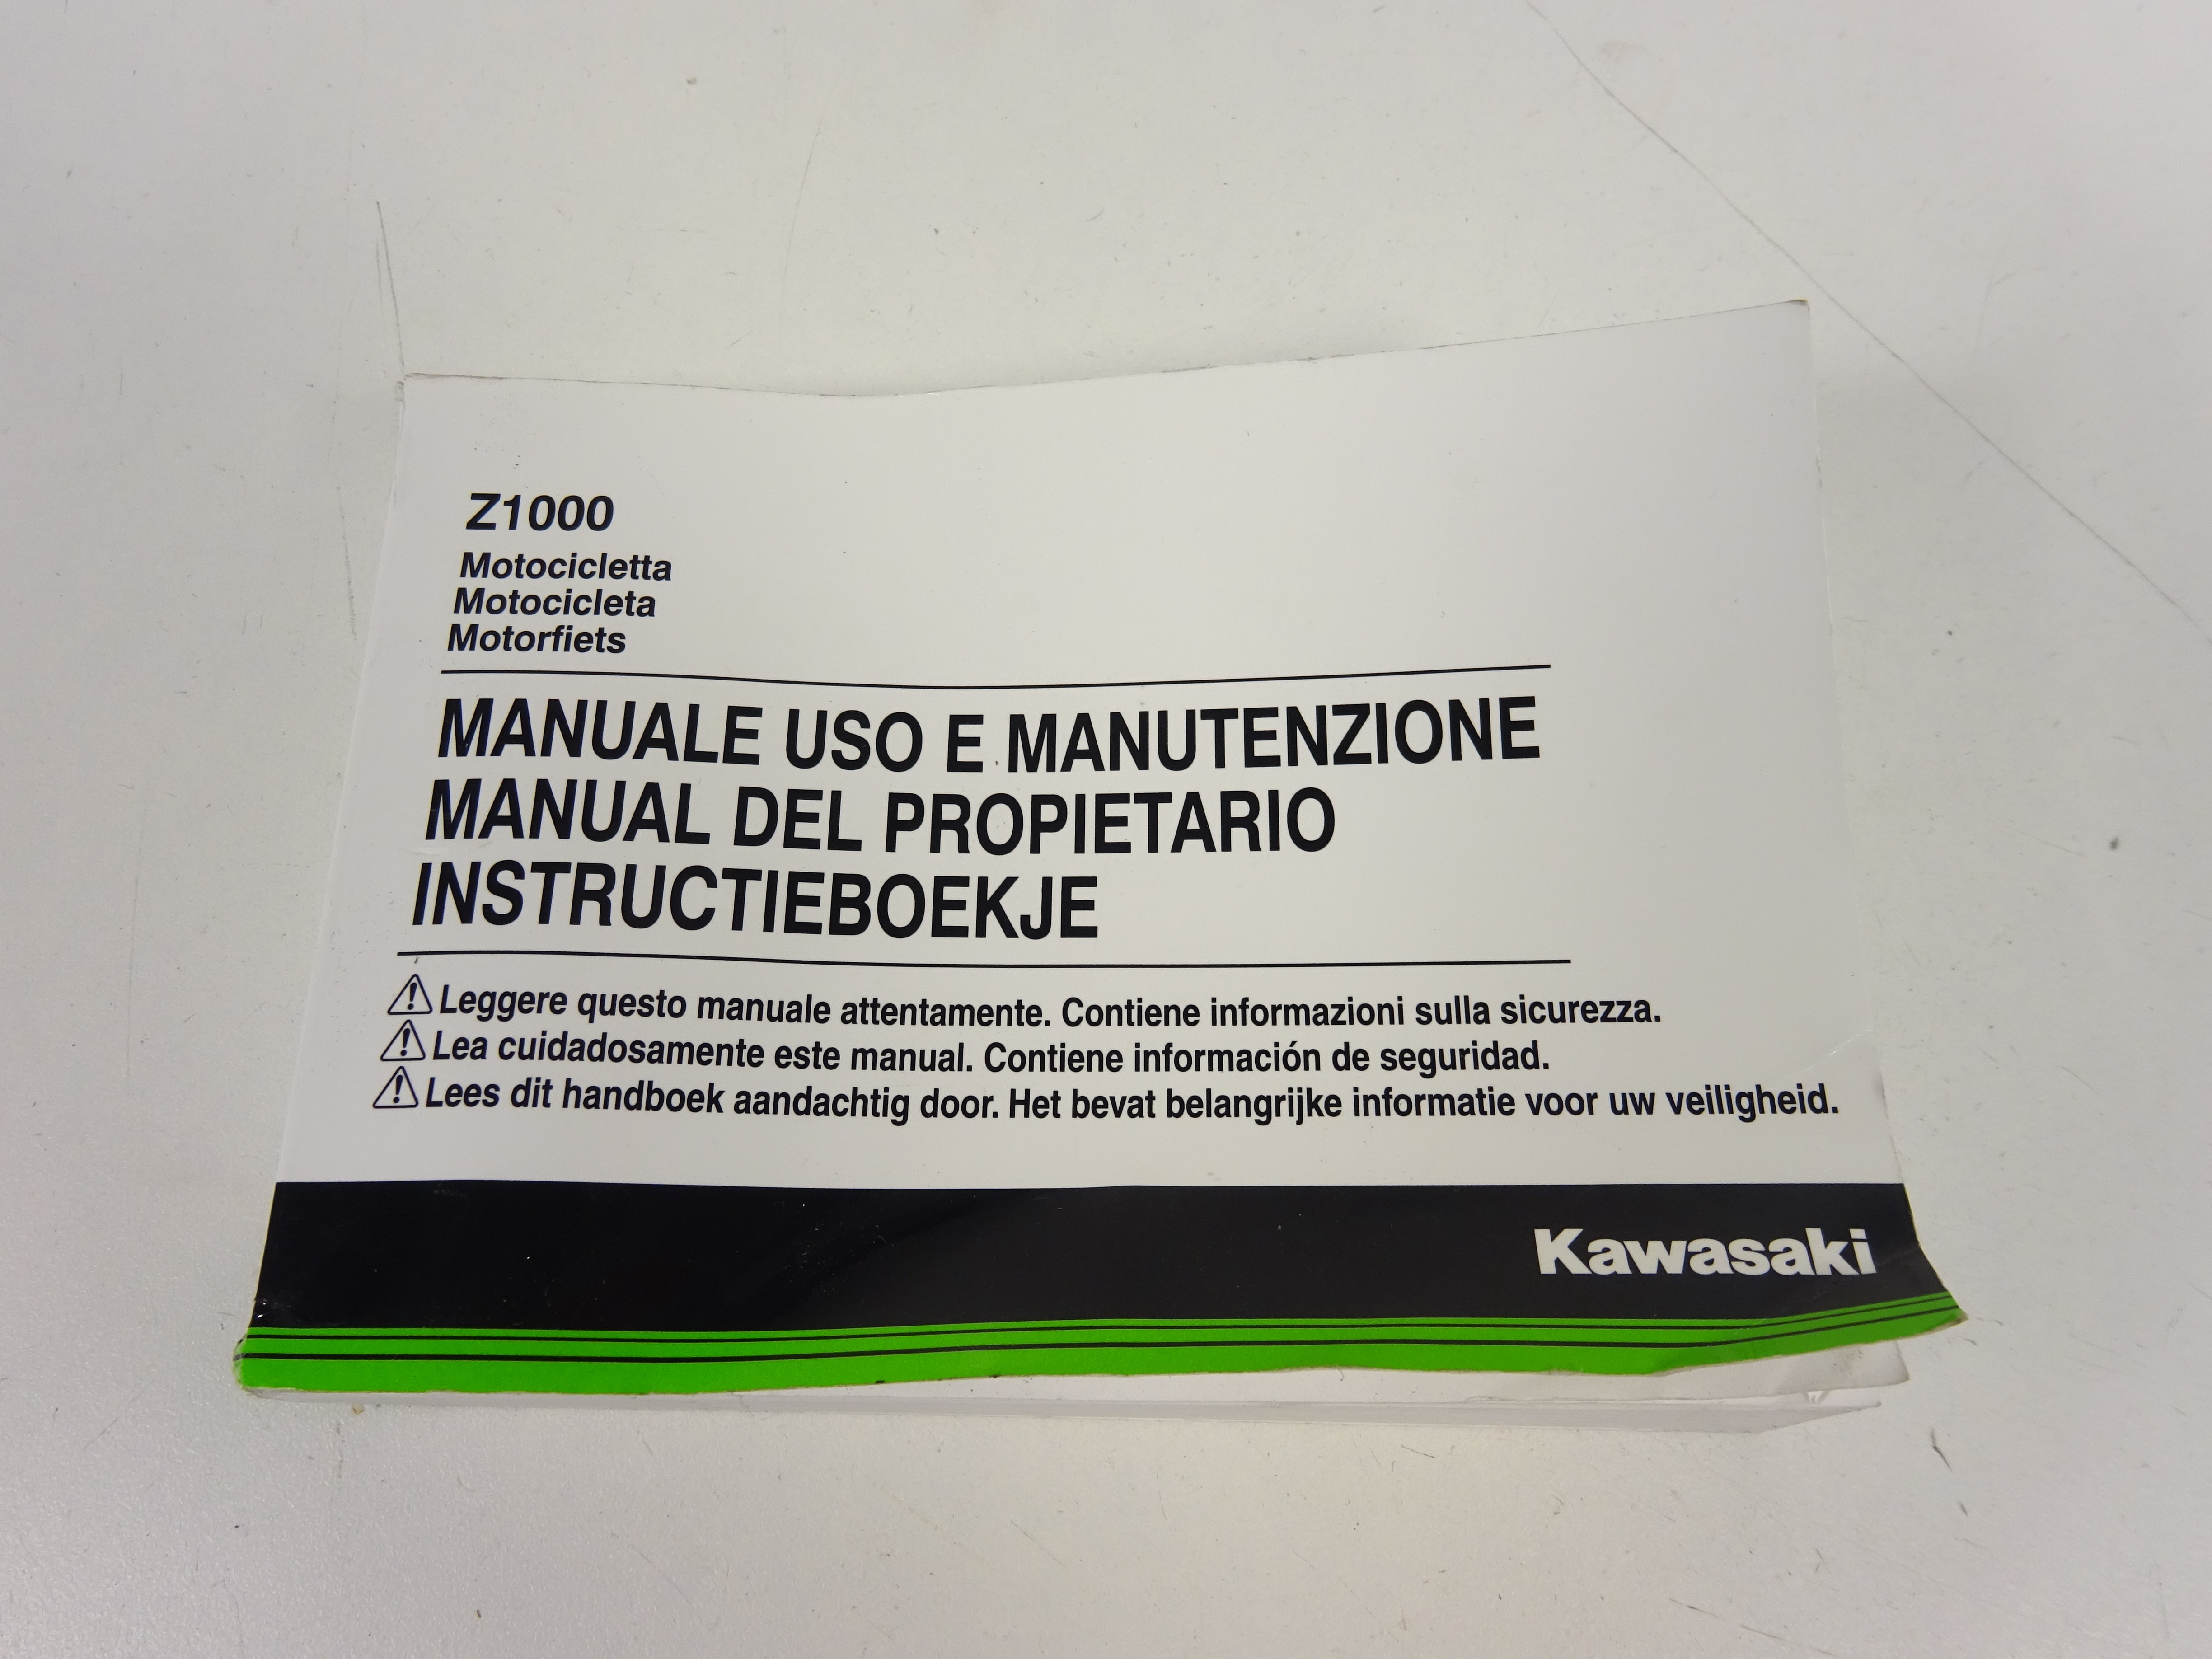 Z1000
Motocicletta
Motocicleta
Motorfiets
MANUALE USO E MANUTENZIONE
MANUAL DEL PROPIETARIO
INSTRUCTIEBOEKJE
Leggere questo manuale attentamente. Contiene informazioni sulla sicurezza.
Lea cuidadosamente este manual. Contiene información de seguridad.
Lees dit handboek aandachtig door. Het bevat belangrijke informatie voor uw veiligheid.
Kawasaki